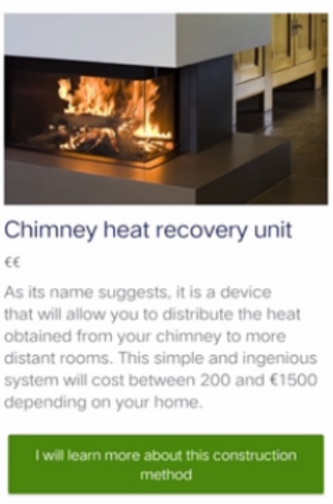 Chimney heat recovery unit
€€
As its name suggests, it is a device
that will allow you to distribute the heat
obtained from your chimney to more
distant rooms. This simple and ingenious
system will cost between 200 and €1500
depending on your home.
I will learn more about this construction
method